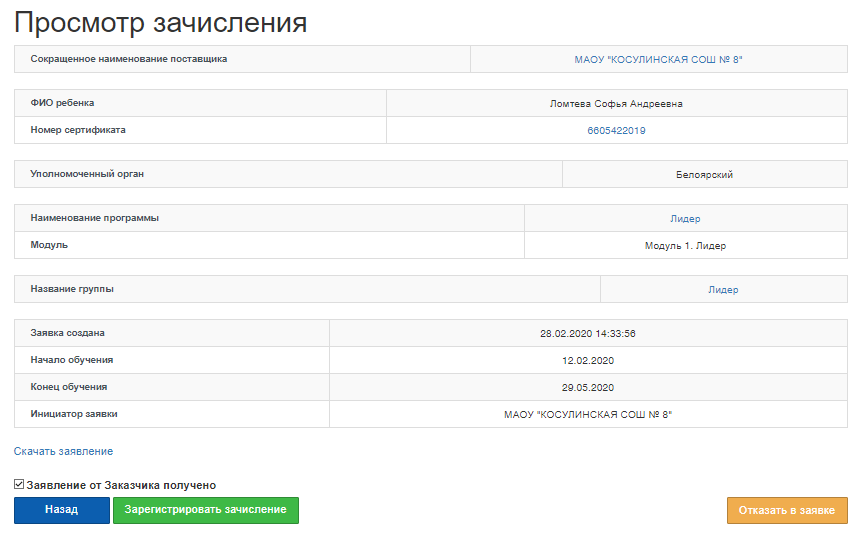 Просмотр зачисления
Сокращенное наименование поставщика МАОУ "КОСУЛИНСКАЯ СОШ № 8"
ФИО ребенка Ломтева Софья Андреевна
Номер сертификата 6605422019
Уполномоченный орган Белоярский
Наименование программы Лидер
Модуль Модуль 1. Лидер
Название группы Лидер
Заявка создана 28.02.2020 14:33:56
Начало обучения 12.02.2020
Конец обучения 29.05.2020
Инициатор заявки МАОУ "КОСУЛИНСКАЯ СОШ № 8"
Скачать заявление
Заявление от Заказчика получено
Назад Зарегистрировать зачисление Отказать в заявке